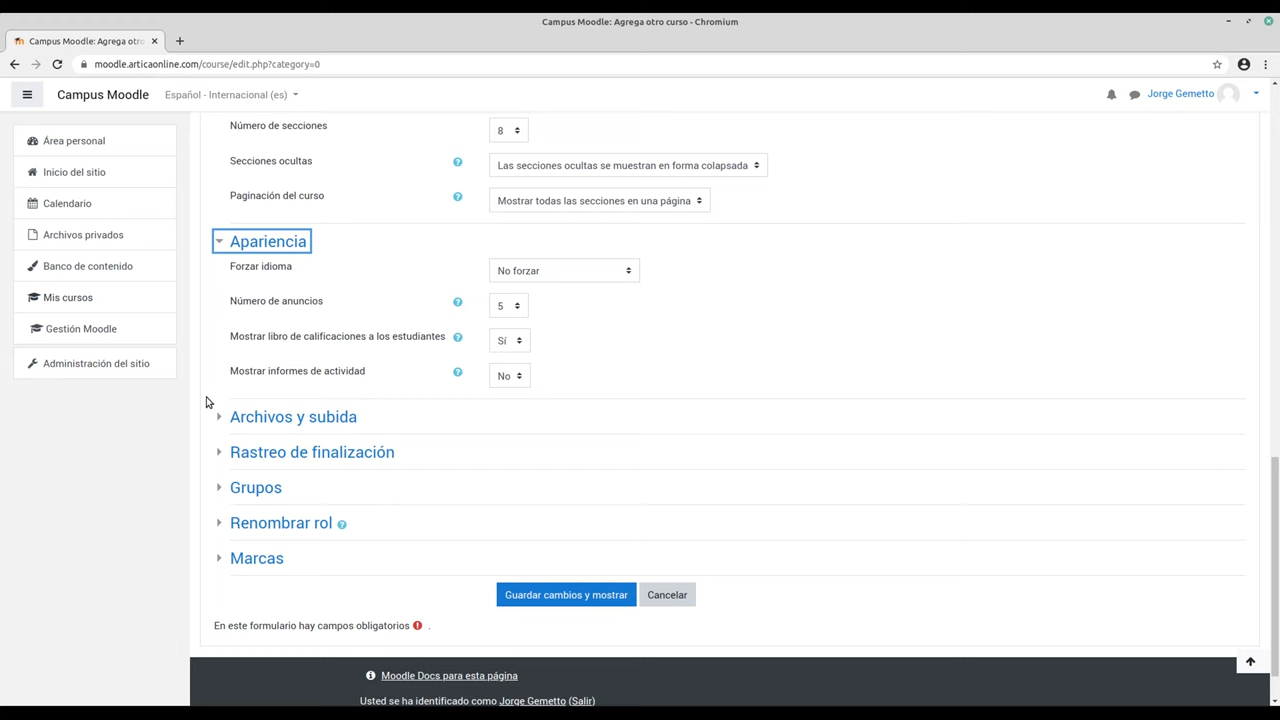 Campus Moodle: Agrega otro curso - Chromium
Campus Moodle: Agrega otro
moodle.articaonline.com/course/edit.php?category=0
Campus Moodle
Español - Internacional (es)
Jorge Gemetto
Área personal
Inicio del sitio
Calendario
Archivos privados
Banco de contenido
Mis cursos
Gestión Moodle
Administración del sitio
Número de secciones
8
Secciones ocultas
Las secciones ocultas se muestran en forma colapsada
Paginación del curso
Mostrar todas las secciones en una página
Apariencia
Forzar idioma
No forzar
Número de anuncios
5
Mostrar libro de calificaciones a los estudiantes
Sí
Mostrar informes de actividad
No
Archivos y subida
Rastreo de finalización
Grupos
Renombrar rol
Marcas
Guardar cambios y mostrar
Cancelar
En este formulario hay campos obligatorios .
Moodle Docs para esta página
Usted se ha identificado como Jorge Gemetto (Salir)